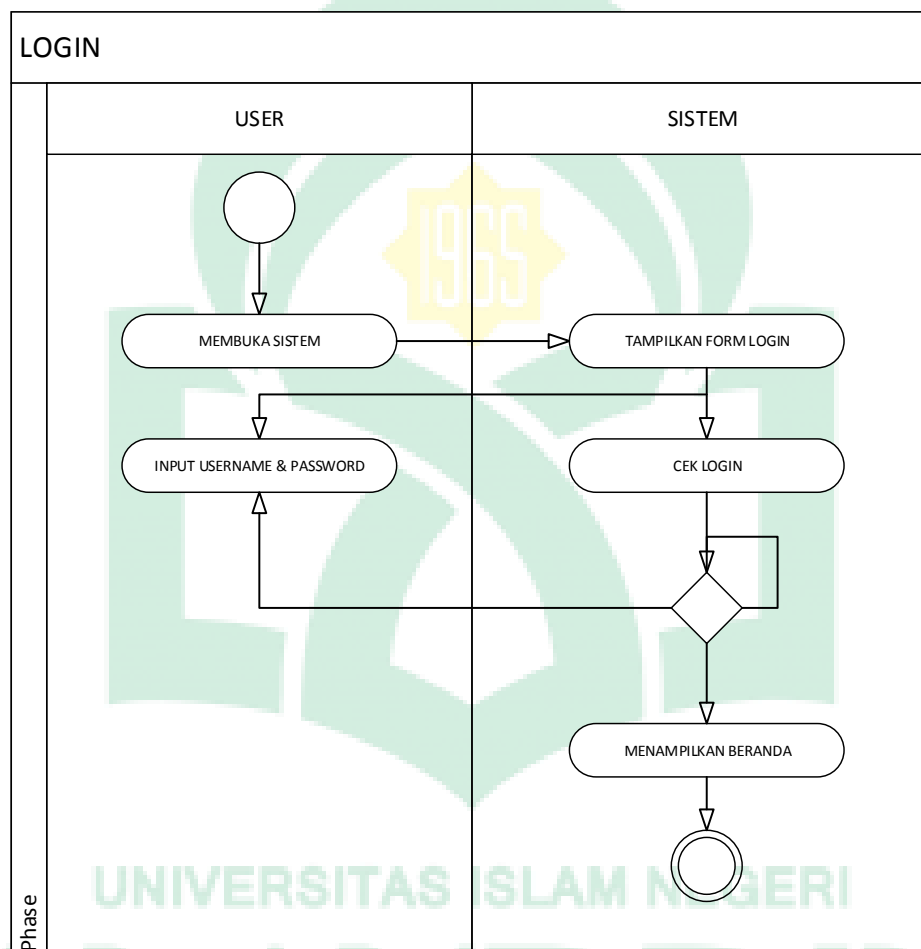 LOGIN
USER
SISTEM
1965
MEMBUKA SISTEM
TAMPILKAN FORM LOGIN
INPUT USERNAME & PASSWORD
CEK LOGIN
MENAMPILKAN BERANDA
UNIVERSITAS ISLAM NEGERI
Phase